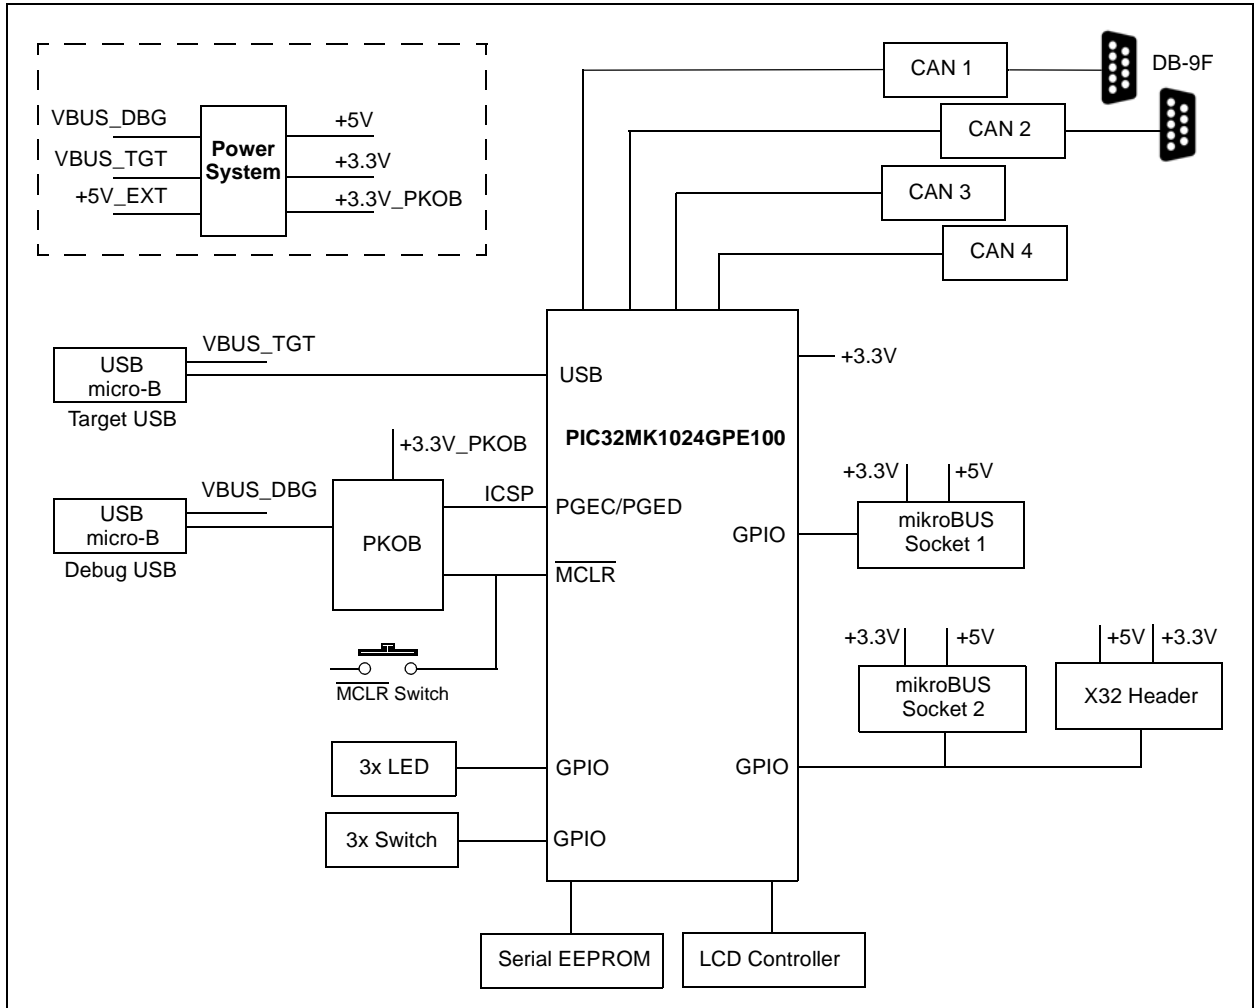 CAN 1
DB-9F
CAN 2
CAN 3
CAN 4
VBUS_DBG
VBUS_TGT
+5V_EXT
Power
System
+5V
+3.3V
+3.3V_PKOB
USB
micro-B
Target USB
VBUS_TGT
USB
+3.3V
PIC32MK1024GPE100
+3.3V_PKOB
USB
micro-B
Debug USB
VBUS_DBG
PKOB
ICSP
PGEC/PGED
MCLR
MCLR Switch
GPIO
+3.3V
+5V
mikroBUS
Socket 1
+3.3V
+5V
mikroBUS
Socket 2
+5V
+3.3V
X32 Header
3x LED
GPIO
GPIO
3x Switch
GPIO
Serial EEPROM
LCD Controller